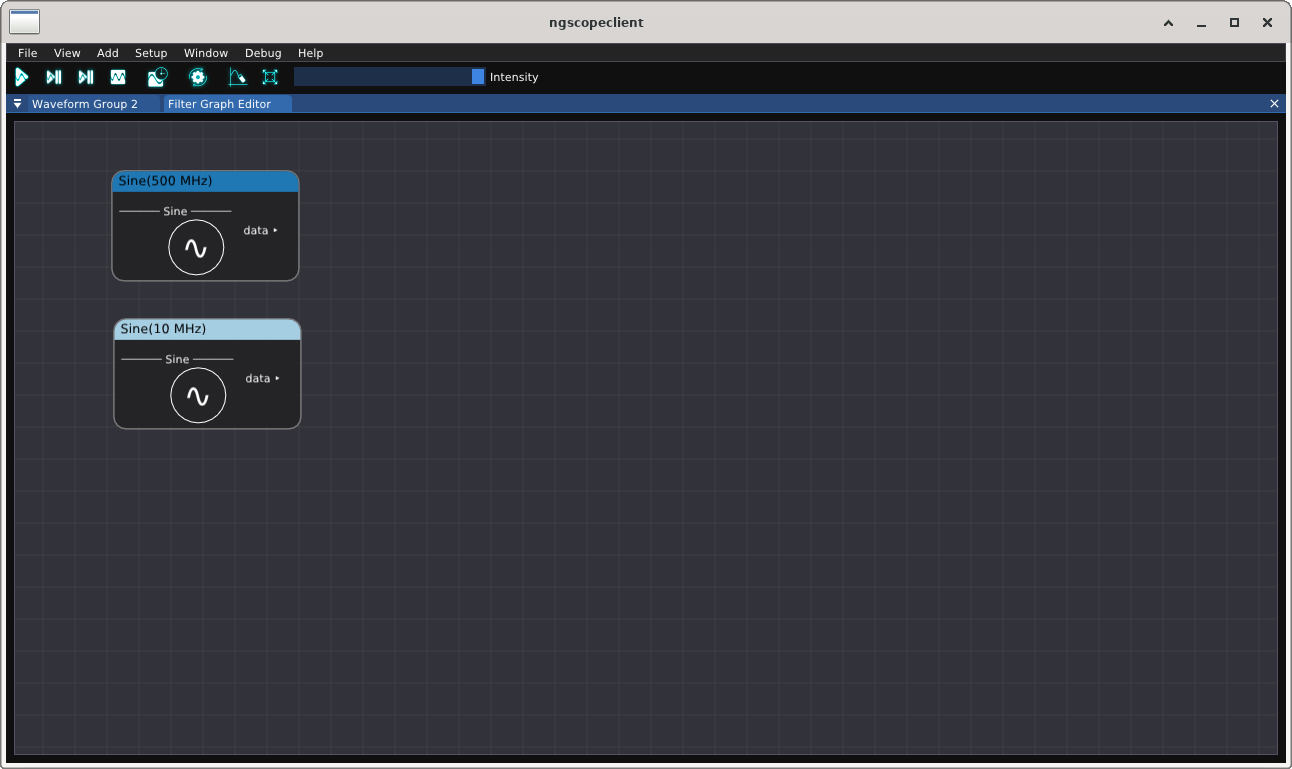 ngscopeclient
File View Add Setup Window Debug Help
Intensity
Waveform Group 2 Filter Graph Editor
Sine(500 MHz)
Sine
data
Sine(10 MHz)
Sine
data